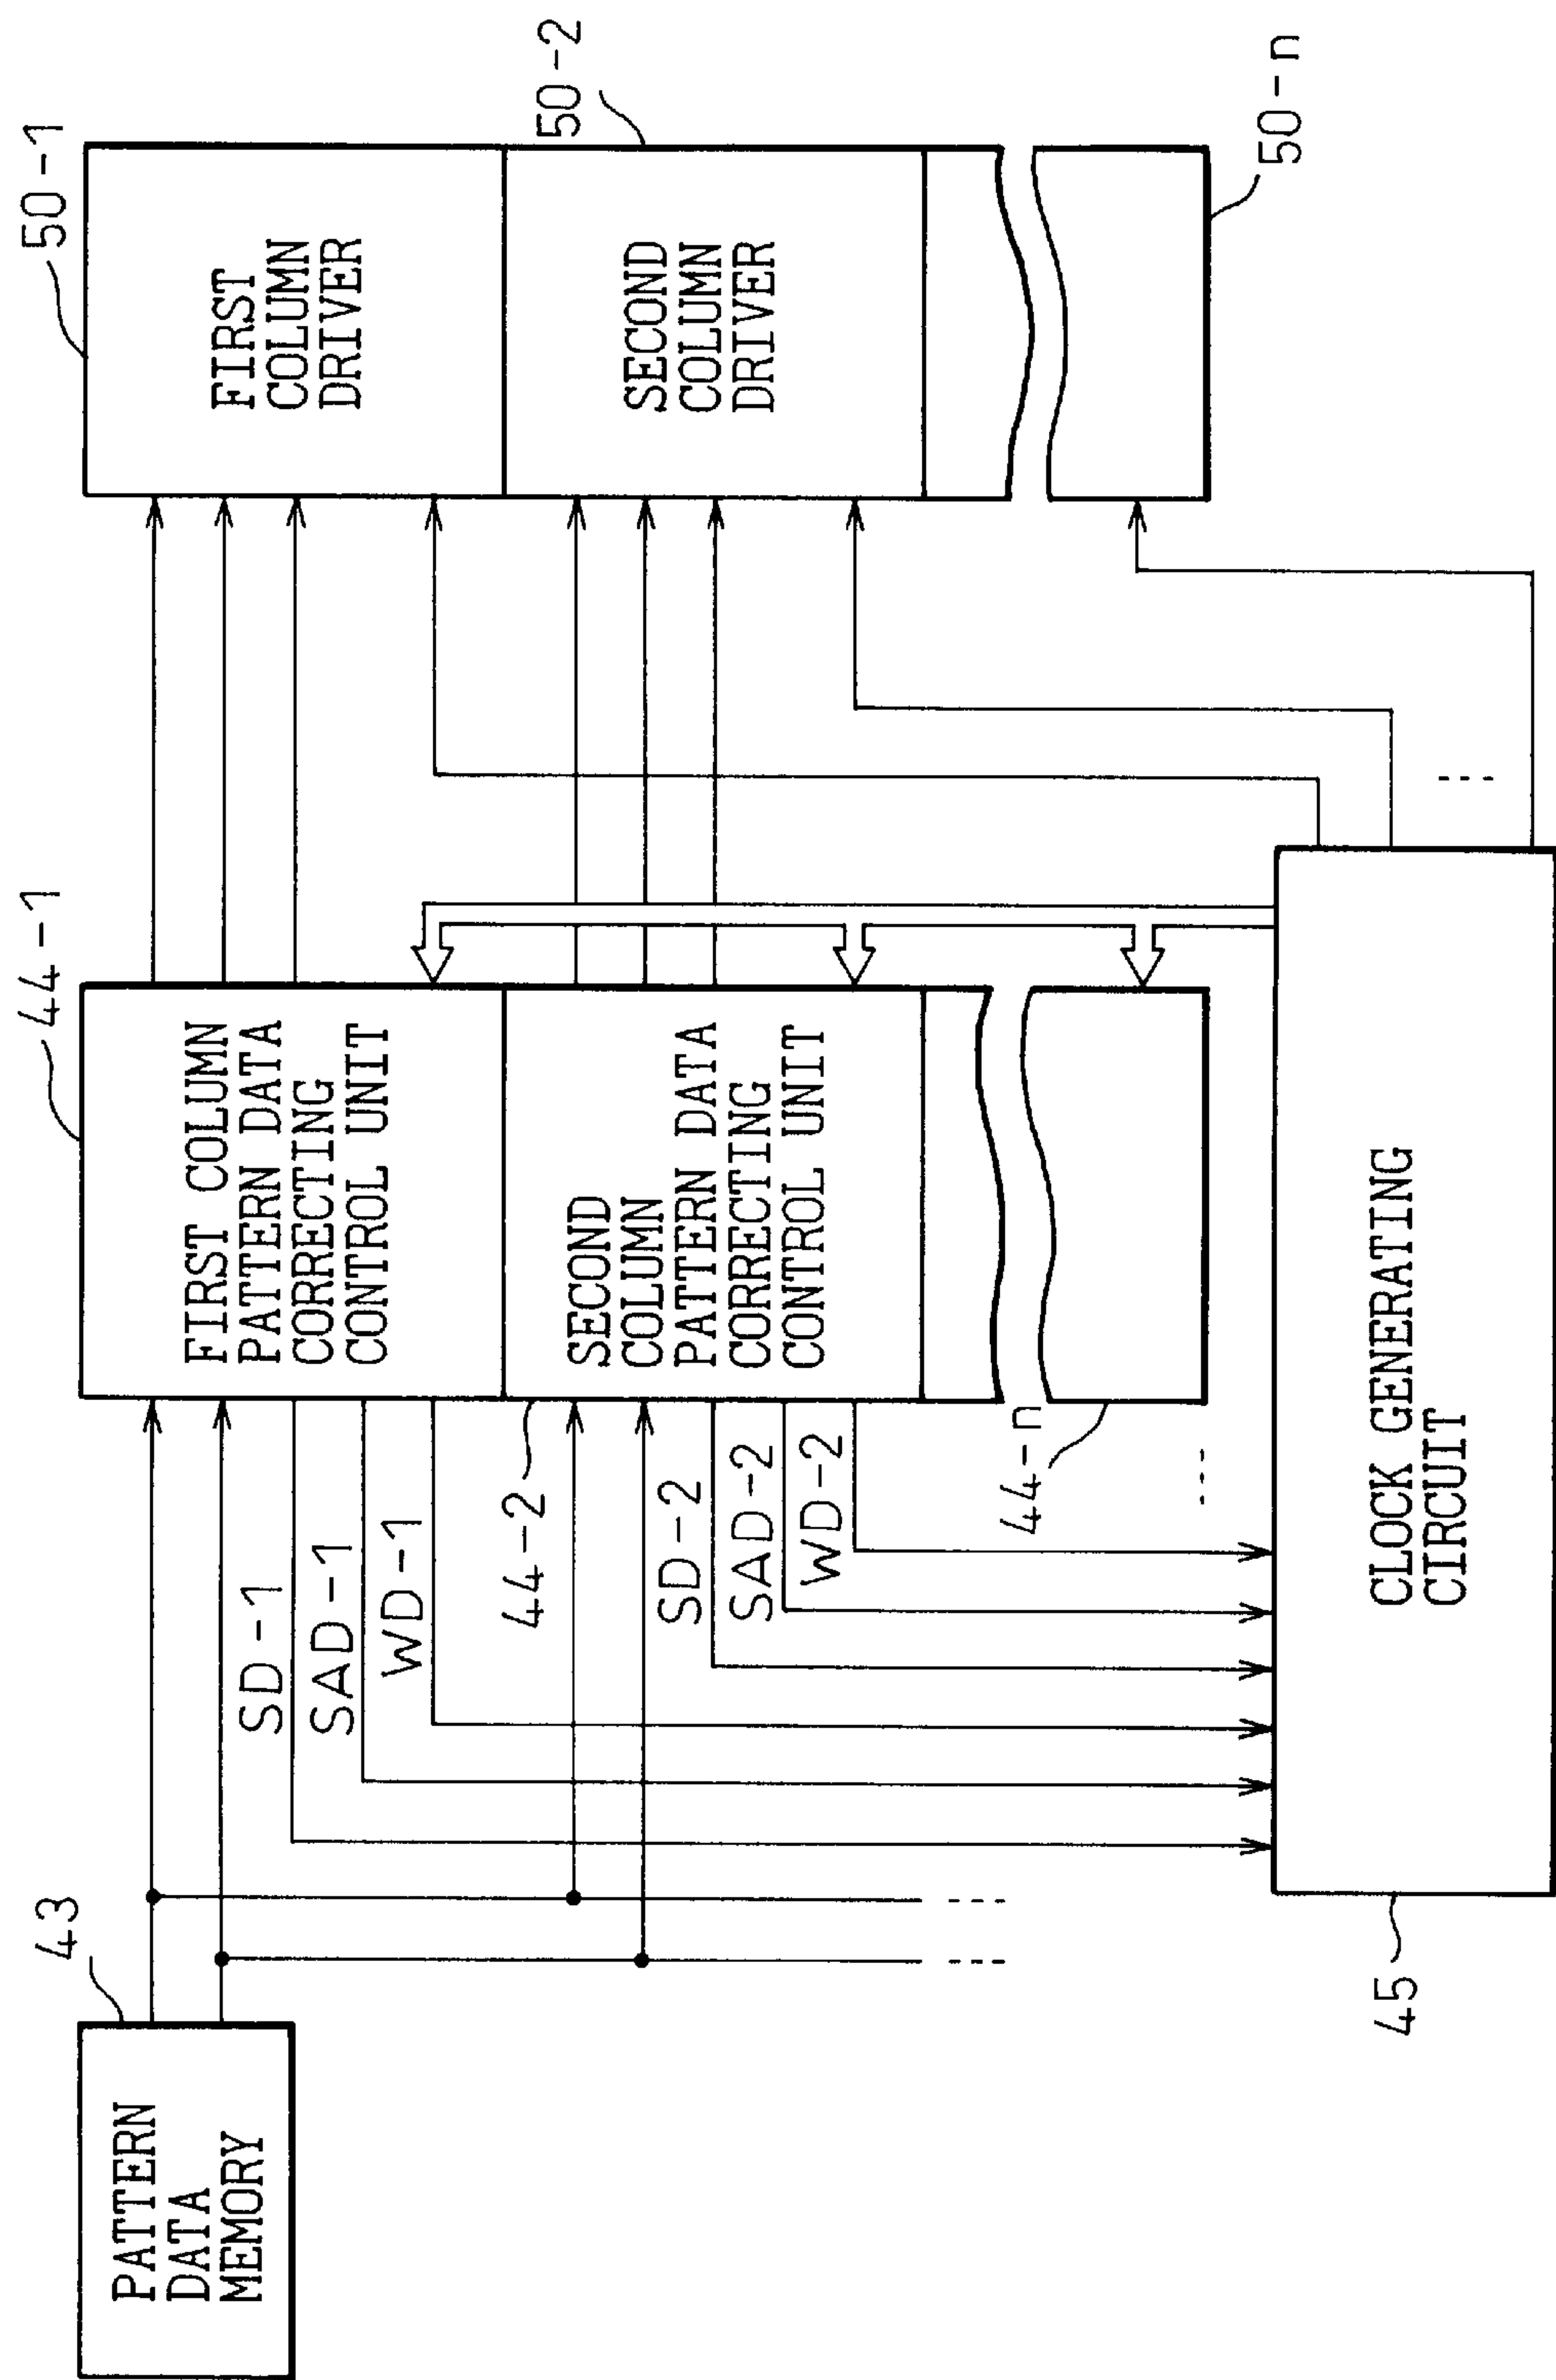 43
PATTERN
DATA
MEMORY
44-1
FIRST COLUMN
PATTERN DATA
CORRECTING
CONTROL UNIT
SD-1
SAD-1
WD-1
44-2
SECOND
COLUMN
PATTERN DATA
CORRECTING
CONTROL UNIT
SD-2
SAD-2
WD-2
44-n
50-1
FIRST
COLUMN
DRIVER
50-2
SECOND
COLUMN
DRIVER
50-n
45
CLOCK GENERATING
CIRCUIT